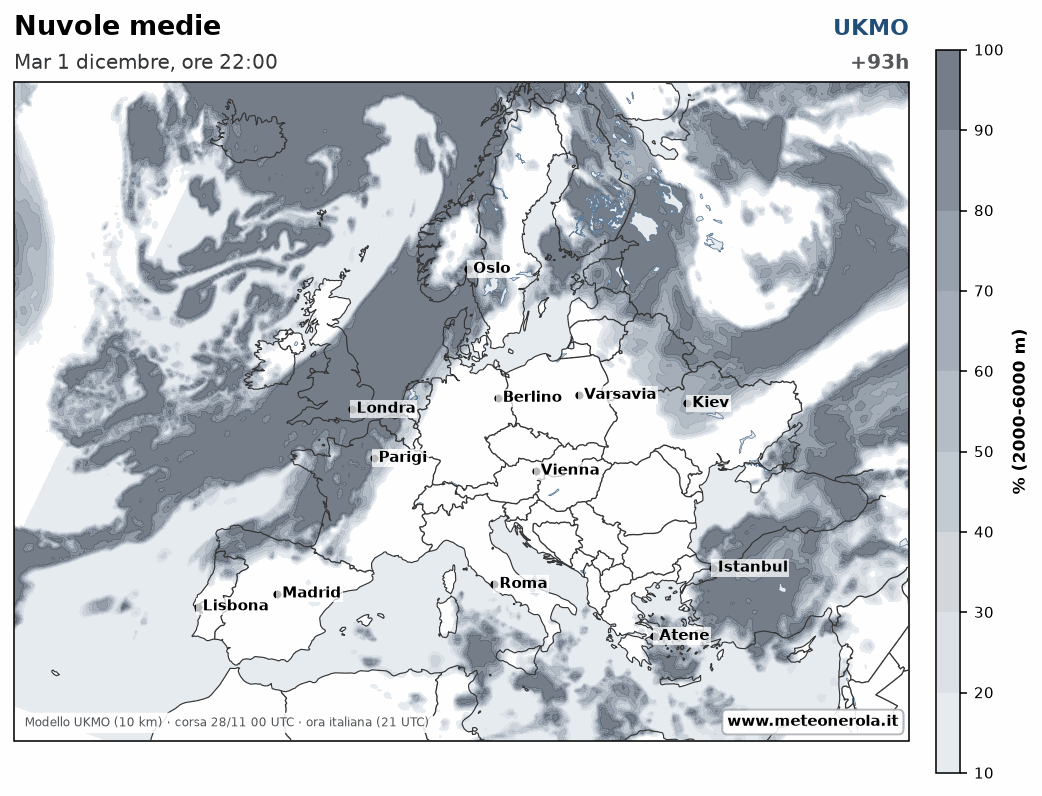 Nuvole medie
UKMO
Mar 1 dicembre, ore 22:00
+93h
100
90
80
70
60
50
40
30
20
10
% (2000-6000 m)
Oslo
Berlino
Varsavia
Kiev
Londra
Parigi
Vienna
Istanbul
Roma
Madrid
Lisbona
Atene
Modello UKMO (10 km) · corsa 28/11 00 UTC · ora italiana (21 UTC)
www.meteonerola.it